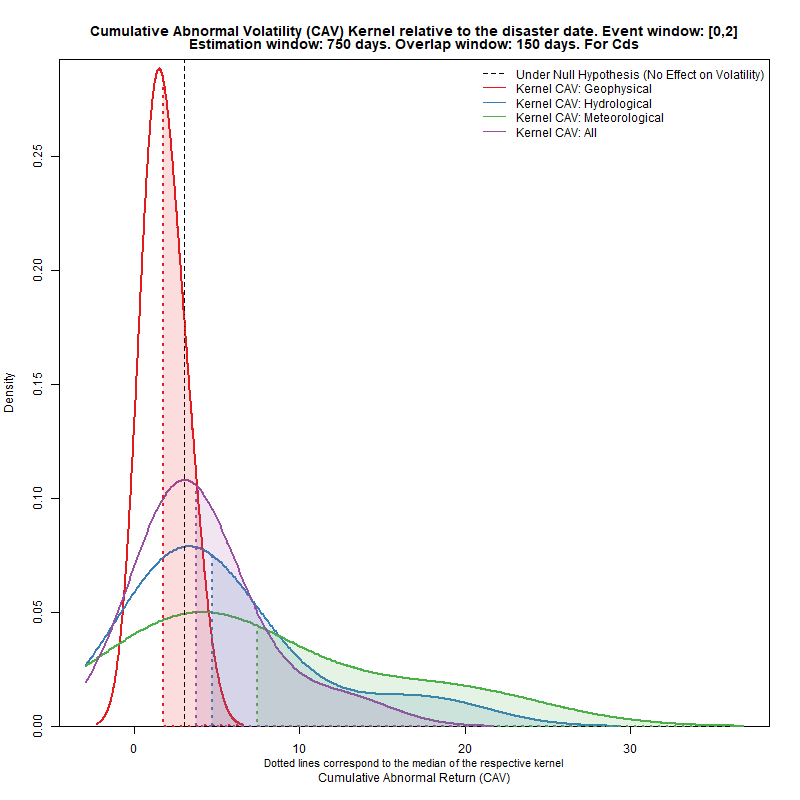 Cumulative Abnormal Volatility (CAV) Kernel relative to the disaster date. Event window: [0,2]
Estimation window: 750 days. Overlap window: 150 days. For Cds
Under Null Hypothesis (No Effect on Volatility)
Kernel CAV: Geophysical
Kernel CAV: Hydrological
Kernel CAV: Meteorological
Kernel CAV: All
Density
0.25
0.20
0.15
0.10
0.05
0.00
0 10 20 30
Dotted lines correspond to the median of the respective kernel
Cumulative Abnormal Return (CAV)